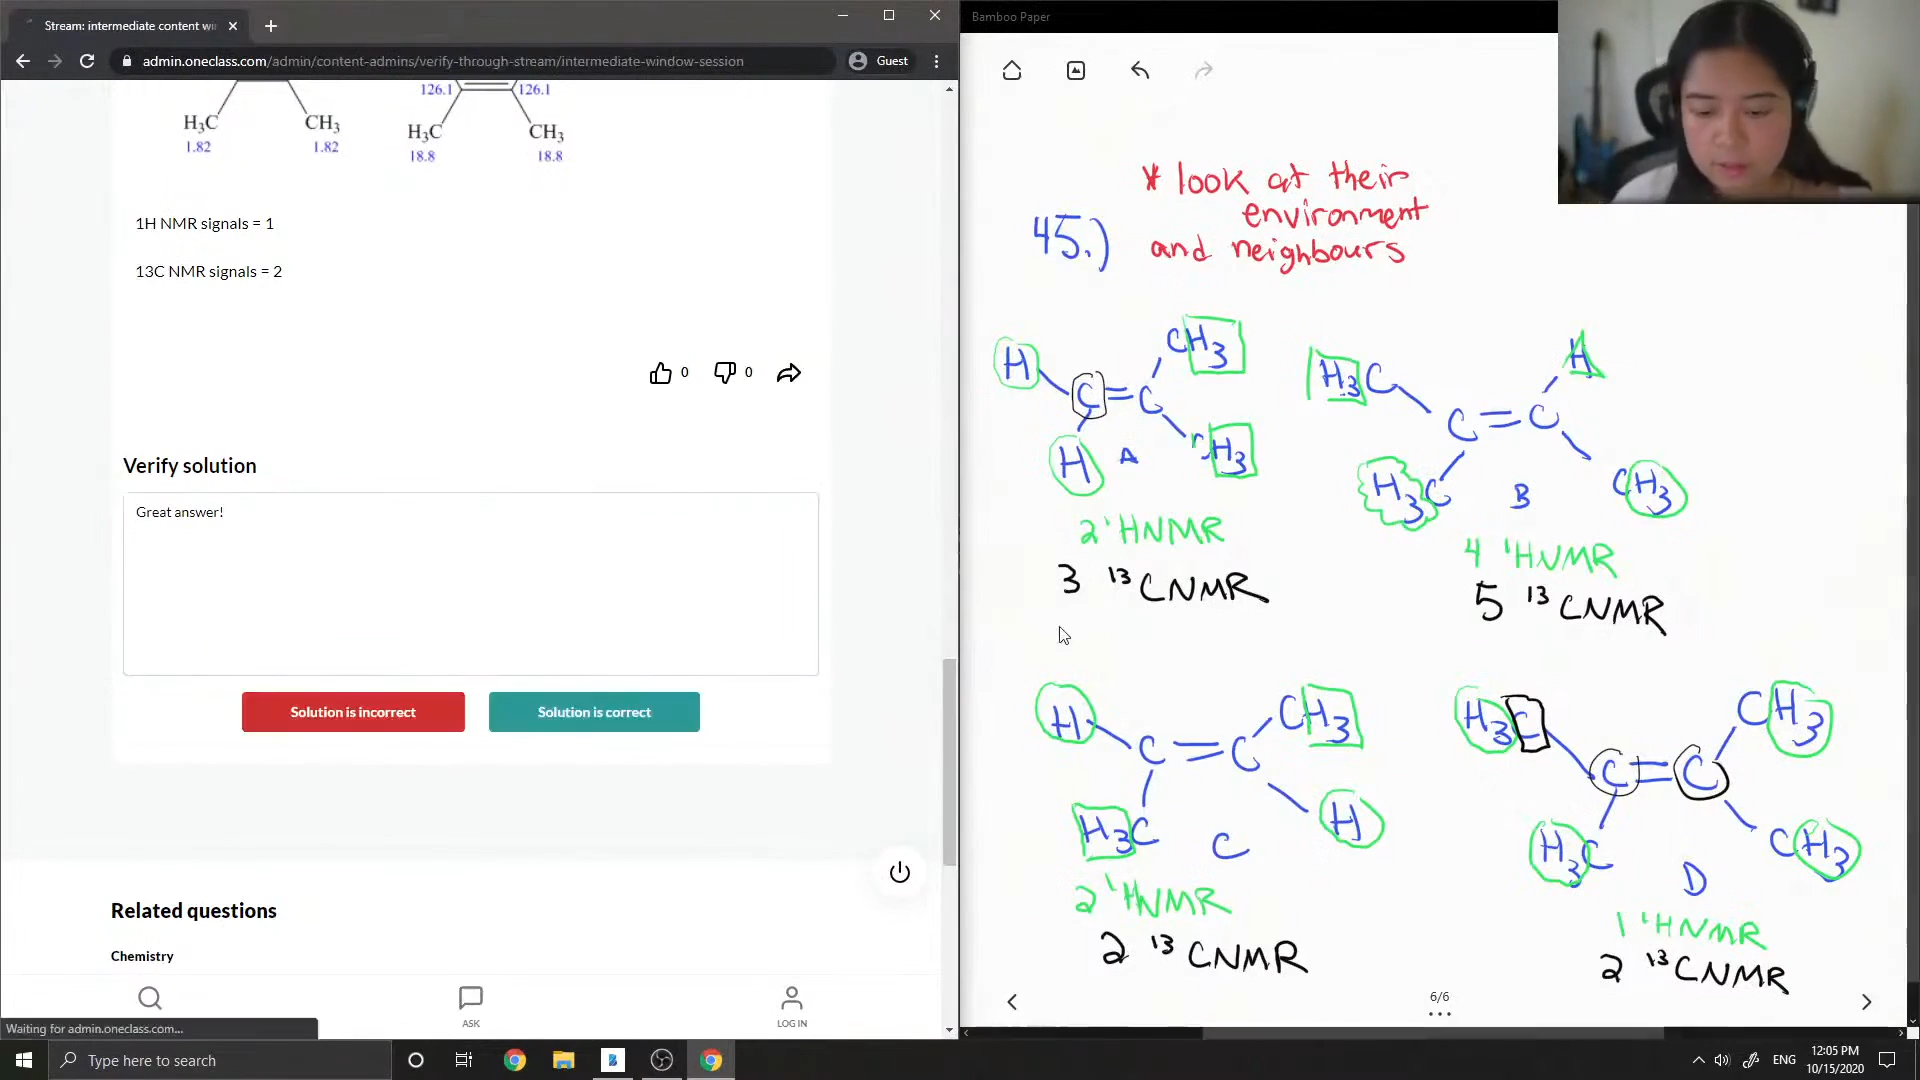 Stream: intermediate content wi
admin.oneclass.com/admin/content-admins/verify-through-stream/intermediate-window-session
Guest
126.1 126.1
H3C CH3 H3C CH3
1.82 1.82 18.8 18.8
1H NMR signals = 1
13C NMR signals = 2
0 0
Verify solution
Great answer!
Solution is incorrect Solution is correct
Related questions
Chemistry
ASK LOG IN
Waiting for admin.oneclass.com...
Bamboo Paper
* look at their
environment
45.) and neighbours
H CH3
C=C
H A CH3
2 ¹HNMR
3 ¹³CNMR
H3C H
C=C
H3C B CH3
4 ¹HNMR
5 ¹³CNMR
H CH3
C=C
H3C C H
2 ¹HNMR
2 ¹³CNMR
H3C CH3
C=C
H3C D CH3
1 ¹HNMR
2 ¹³CNMR
6/6
Type here to search
ENG
12:05 PM
10/15/2020